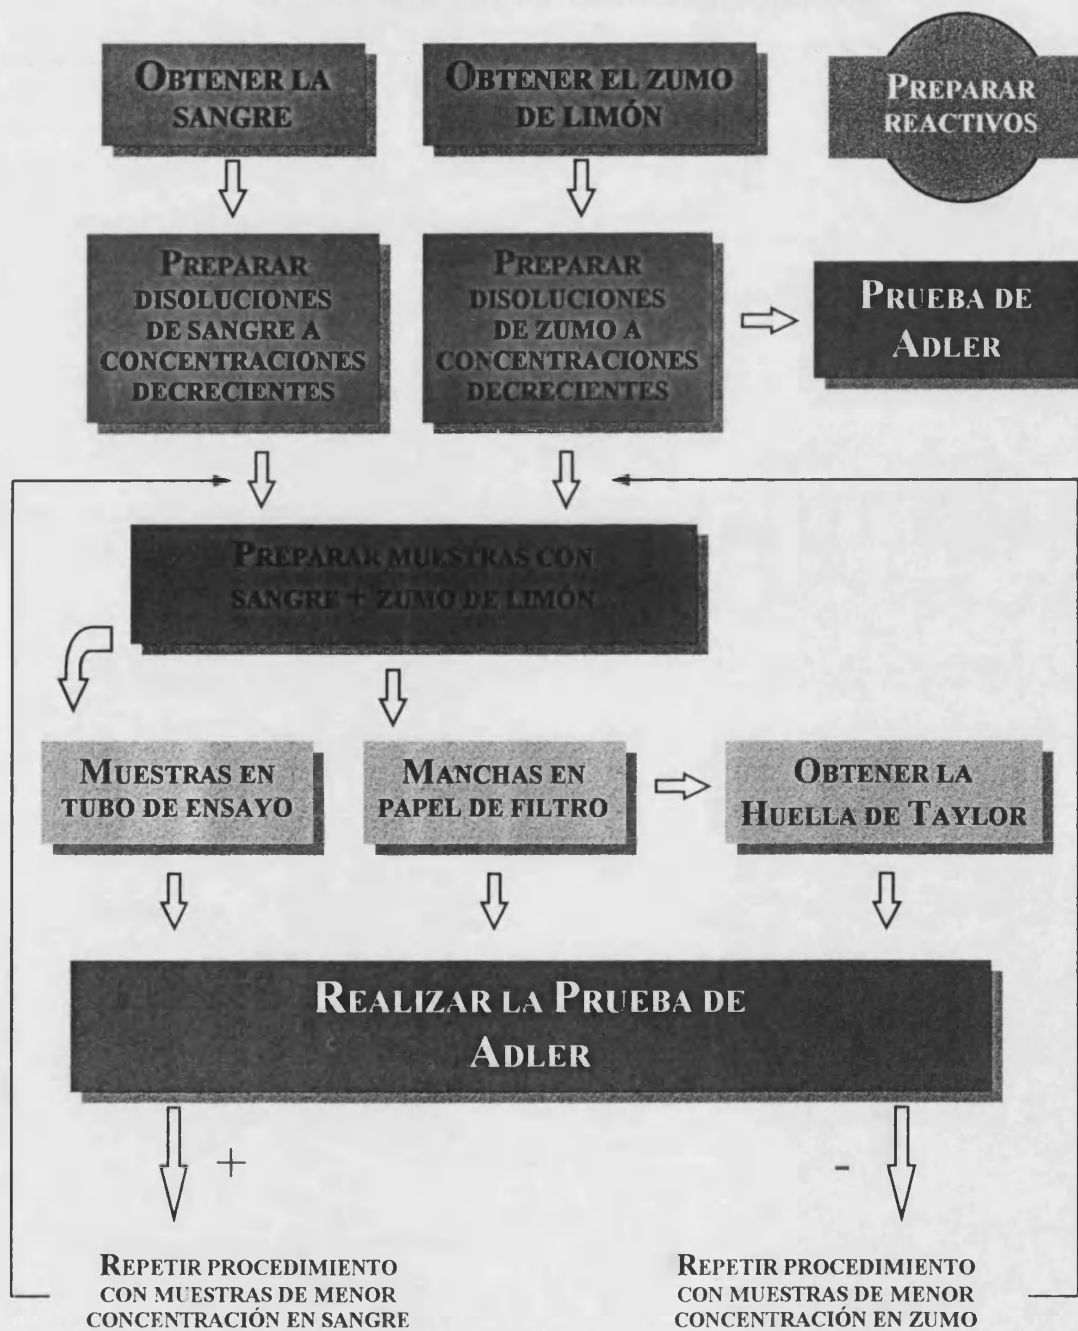 OBTENER LA
SANGRE
OBTENER EL ZUMO
DE LIMÓN
PREPARAR
REACTIVOS
PREPARAR
DISOLUCIONES
DE SANGRE A
CONCENTRACIONES
DECRECIENTES
PREPARAR
DISOLUCIONES
DE ZUMO A
CONCENTRACIONES
DECRECIENTES
PRUEBA DE
ADLER
PREPARAR MUESTRAS CON
SANGRE + ZUMO DE LIMÓN
MUESTRAS EN
TUBO DE ENSAYO
MANCHAS EN
PAPEL DE FILTRO
OBTENER LA
HUELLA DE TAYLOR
REALIZAR LA PRUEBA DE
ADLER
+
-
REPETIR PROCEDIMIENTO
CON MUESTRAS DE MENOR
CONCENTRACIÓN EN SANGRE
REPETIR PROCEDIMIENTO
CON MUESTRAS DE MENOR
CONCENTRACIÓN EN ZUMO